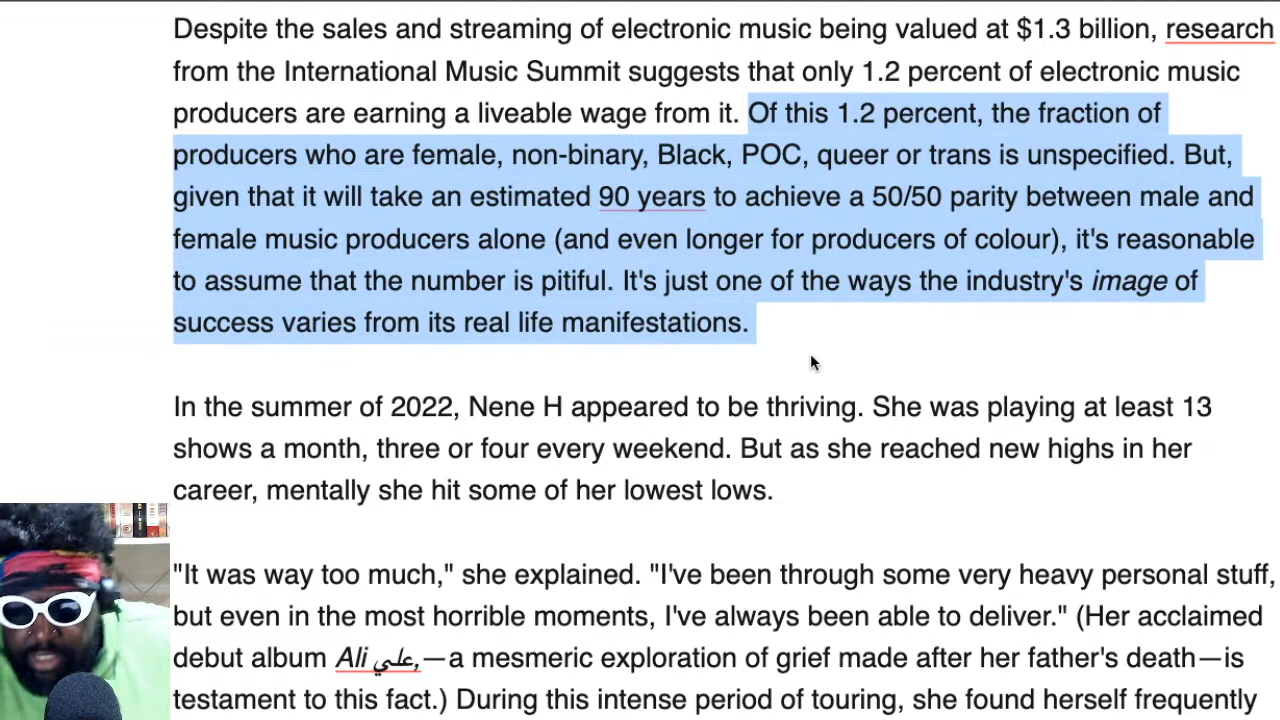 Despite the sales and streaming of electronic music being valued at $1.3 billion, research
from the International Music Summit suggests that only 1.2 percent of electronic music
producers are earning a liveable wage from it. Of this 1.2 percent, the fraction of
producers who are female, non-binary, Black, POC, queer or trans is unspecified. But,
given that it will take an estimated 90 years to achieve a 50/50 parity between male and
female music producers alone (and even longer for producers of colour), it's reasonable
to assume that the number is pitiful. It's just one of the ways the industry's image of
success varies from its real life manifestations.
In the summer of 2022, Nene H appeared to be thriving. She was playing at least 13
shows a month, three or four every weekend. But as she reached new highs in her
career, mentally she hit some of her lowest lows.
"It was way too much," she explained. "I've been through some very heavy personal stuff,
but even in the most horrible moments, I've always been able to deliver." (Her acclaimed
debut album Ali علي,—a mesmeric exploration of grief made after her father's death—is
testament to this fact.) During this intense period of touring, she found herself frequently